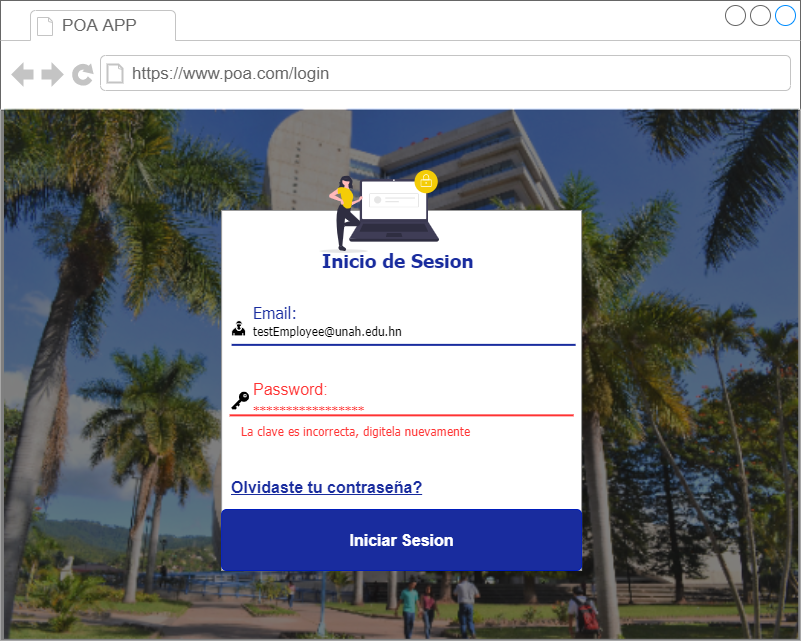 POA APP
https://www.poa.com/login
Inicio de Sesion
Email:
testEmployee@unah.edu.hn
Password:
*****************
La clave es incorrecta, digitela nuevamente
Olvidaste tu contraseña?
Iniciar Sesion